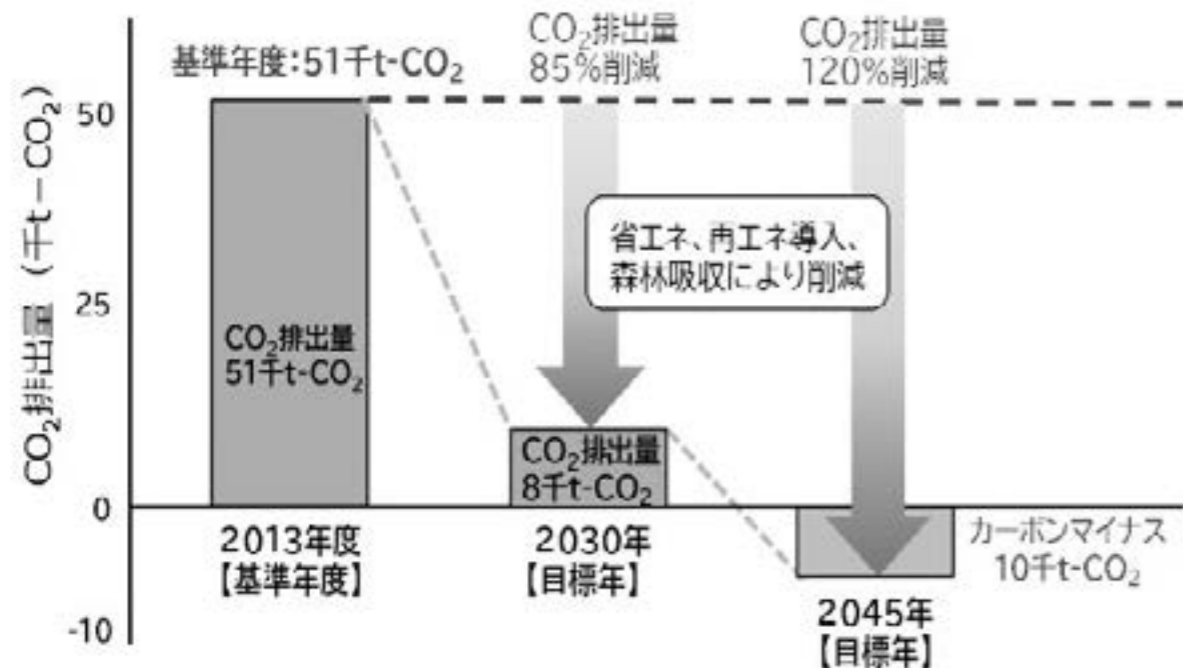 CO₂排出量（千t－CO₂）
50
25
0
-10
基準年度：51千t-CO₂
CO₂排出量
85%削減
CO₂排出量
120%削減
省エネ、再エネ導入、
森林吸収により削減
CO₂排出量
51千t-CO₂
CO₂排出量
8千t-CO₂
カーボンマイナス
10千t-CO₂
2013年度
【基準年度】
2030年
【目標年】
2045年
【目標年】